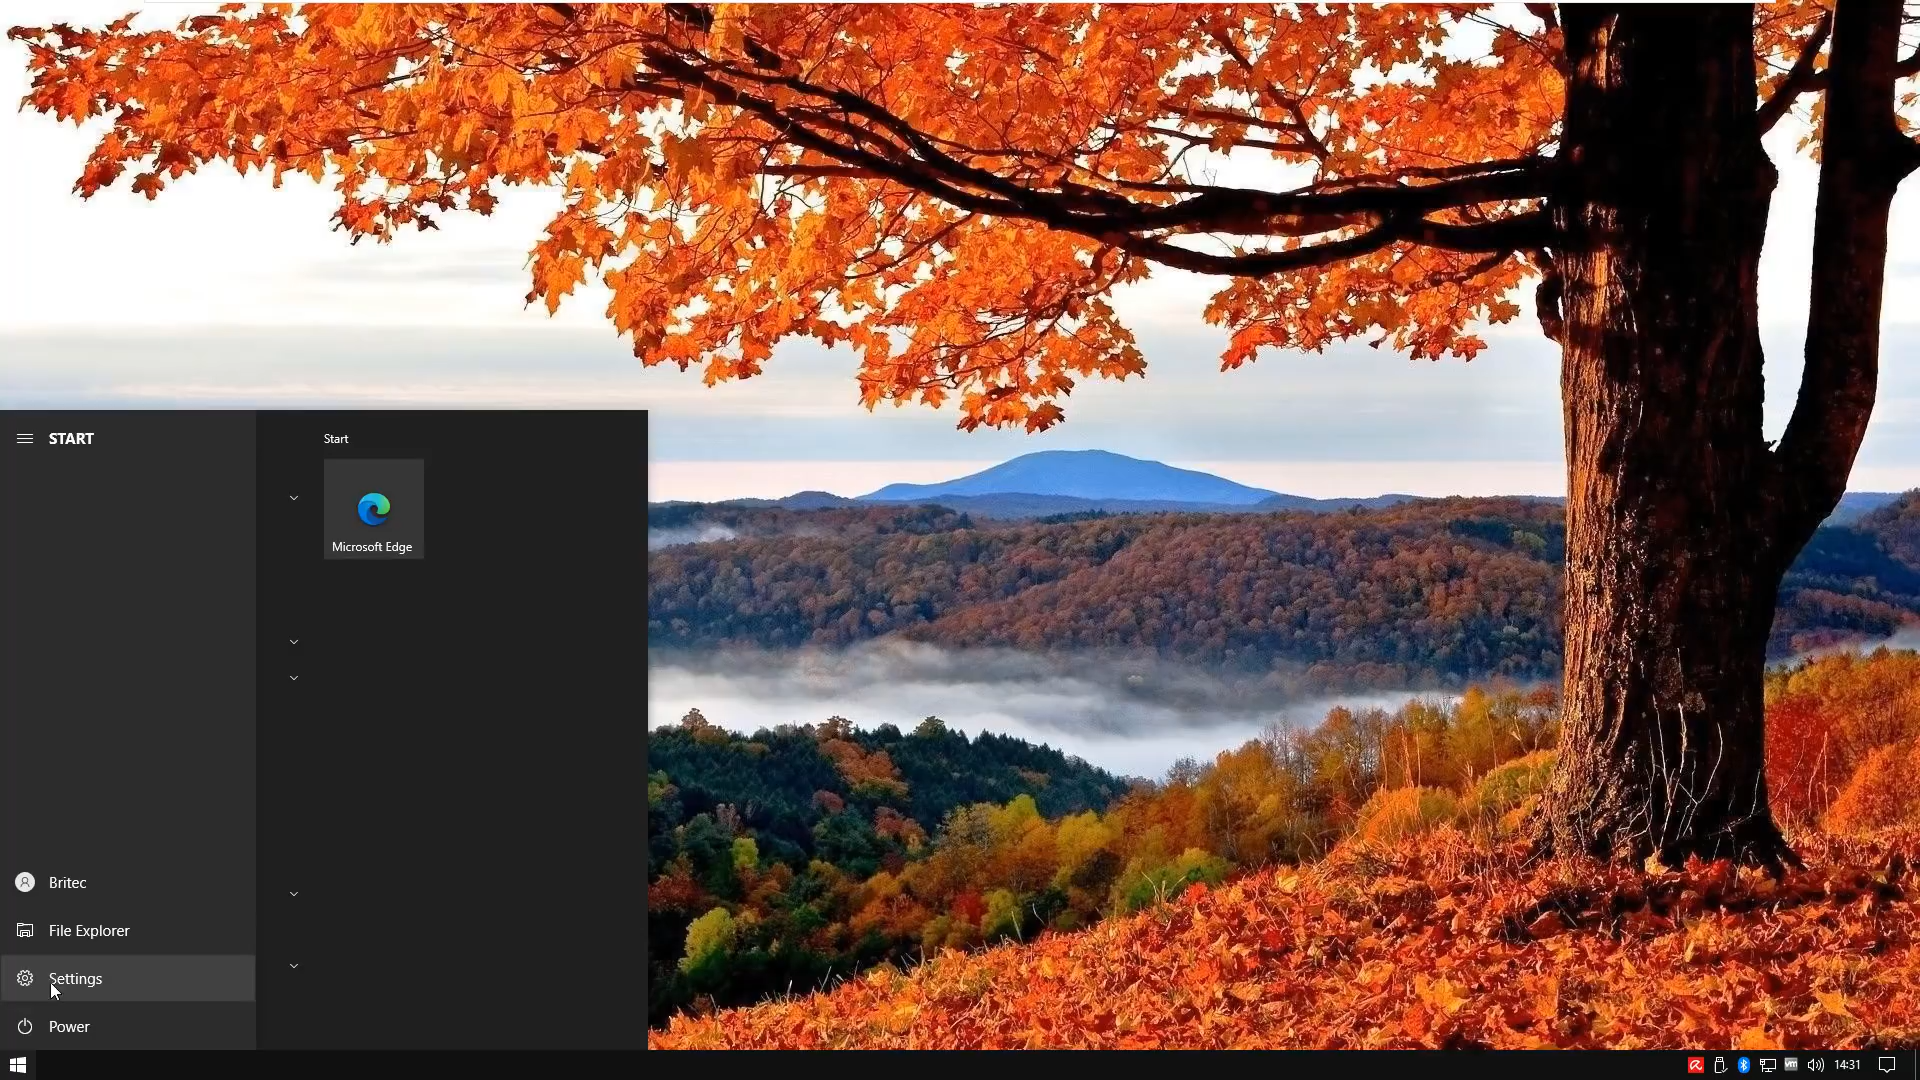 START
Start
Microsoft Edge
Britec
File Explorer
Settings
Power
14:31